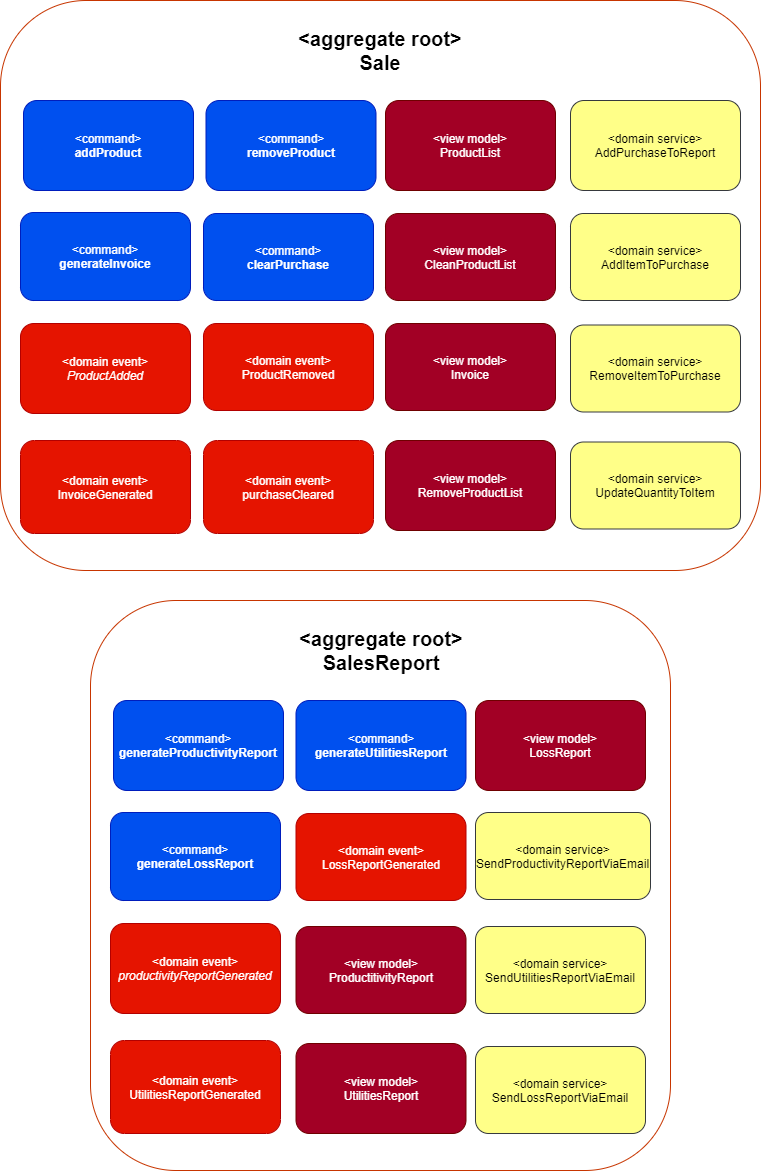 <aggregate root>
Sale
<command>
addProduct
<command>
removeProduct
<view model>
ProductList
<domain service>
AddPurchaseToReport
<command>
generateInvoice
<command>
clearPurchase
<view model>
CleanProductList
<domain service>
AddItemToPurchase
<domain event>
ProductAdded
<domain event>
ProductRemoved
<view model>
Invoice
<domain service>
RemoveItemToPurchase
<domain event>
InvoiceGenerated
<domain event>
purchaseCleared
<view model>
RemoveProductList
<domain service>
UpdateQuantityToItem
<aggregate root>
SalesReport
<command>
generateProductivityReport
<command>
generateUtilitiesReport
<view model>
LossReport
<command>
generateLossReport
<domain event>
LossReportGenerated
<domain service>
SendProductivityReportViaEmail
<domain event>
productivityReportGenerated
<view model>
ProductitivityReport
<domain service>
SendUtilitiesReportViaEmail
<domain event>
UtilitiesReportGenerated
<view model>
UtilitiesReport
<domain service>
SendLossReportViaEmail